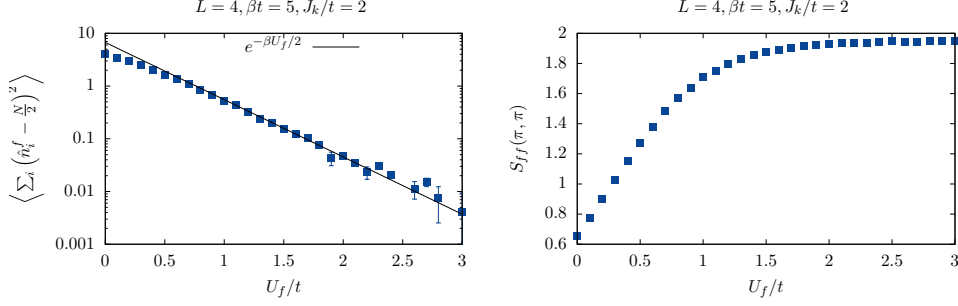 L = 4, βt = 5, J_k/t = 2
10
1
0.1
0.01
0.001
⟨ ∑_i ( n̂_i^f − N/2 )^2 ⟩
e^{−βU_f/2}
0 0.5 1 1.5 2 2.5 3
U_f/t
L = 4, βt = 5, J_k/t = 2
2
1.8
1.6
1.4
1.2
1
0.8
0.6
S_{ff}(π, π)
0 0.5 1 1.5 2 2.5 3
U_f/t